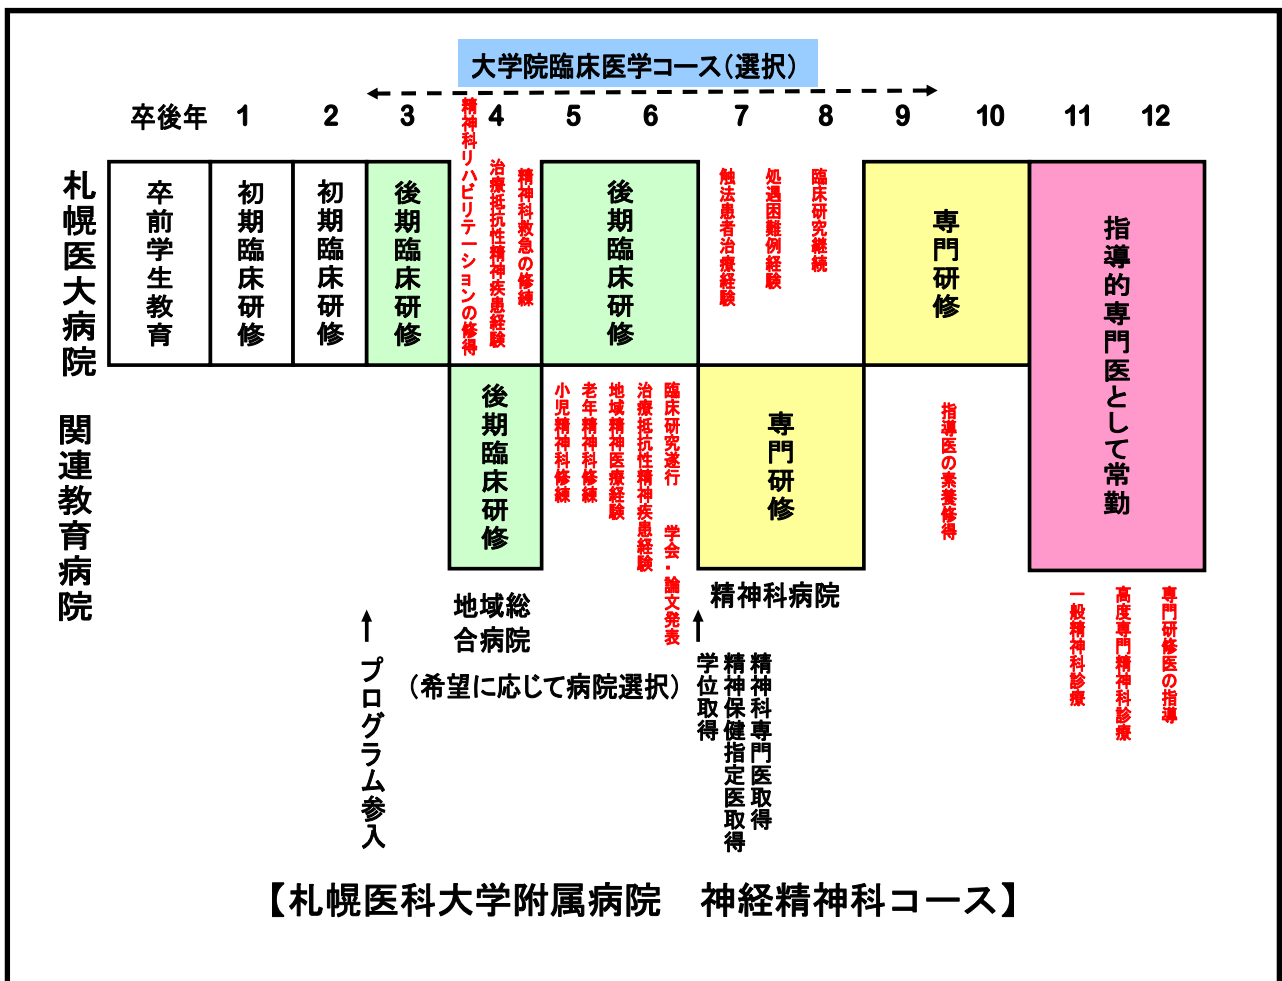 大学院臨床医学コース（選択）
卒後年 1 2 3 4 5 6 7 8 9 10 11 12
札幌医大病院
卒前学生教育
初期臨床研修
初期臨床研修
後期臨床研修
精神科リハビリテーションの修得
治療抵抗性精神疾患経験
精神科救急の修練
後期臨床研修
触法患者治療経験
処遇困難例経験
臨床研究継続
専門研修
指導的専門医として常勤
関連教育病院
後期臨床研修
小児精神科修練
老年精神科修練
地域精神医療経験
治療抵抗性精神疾患経験
臨床研究遂行　学会・論文発表
専門研修
指導医の素養修得
地域総
合病院
精神科病院
（希望に応じて病院選択）
プログラム参入
学位取得
精神保健指定医取得
精神科専門医取得
一般精神科診療
高度専門精神科診療
専門研修医の指導
【札幌医科大学附属病院　神経精神科コース】